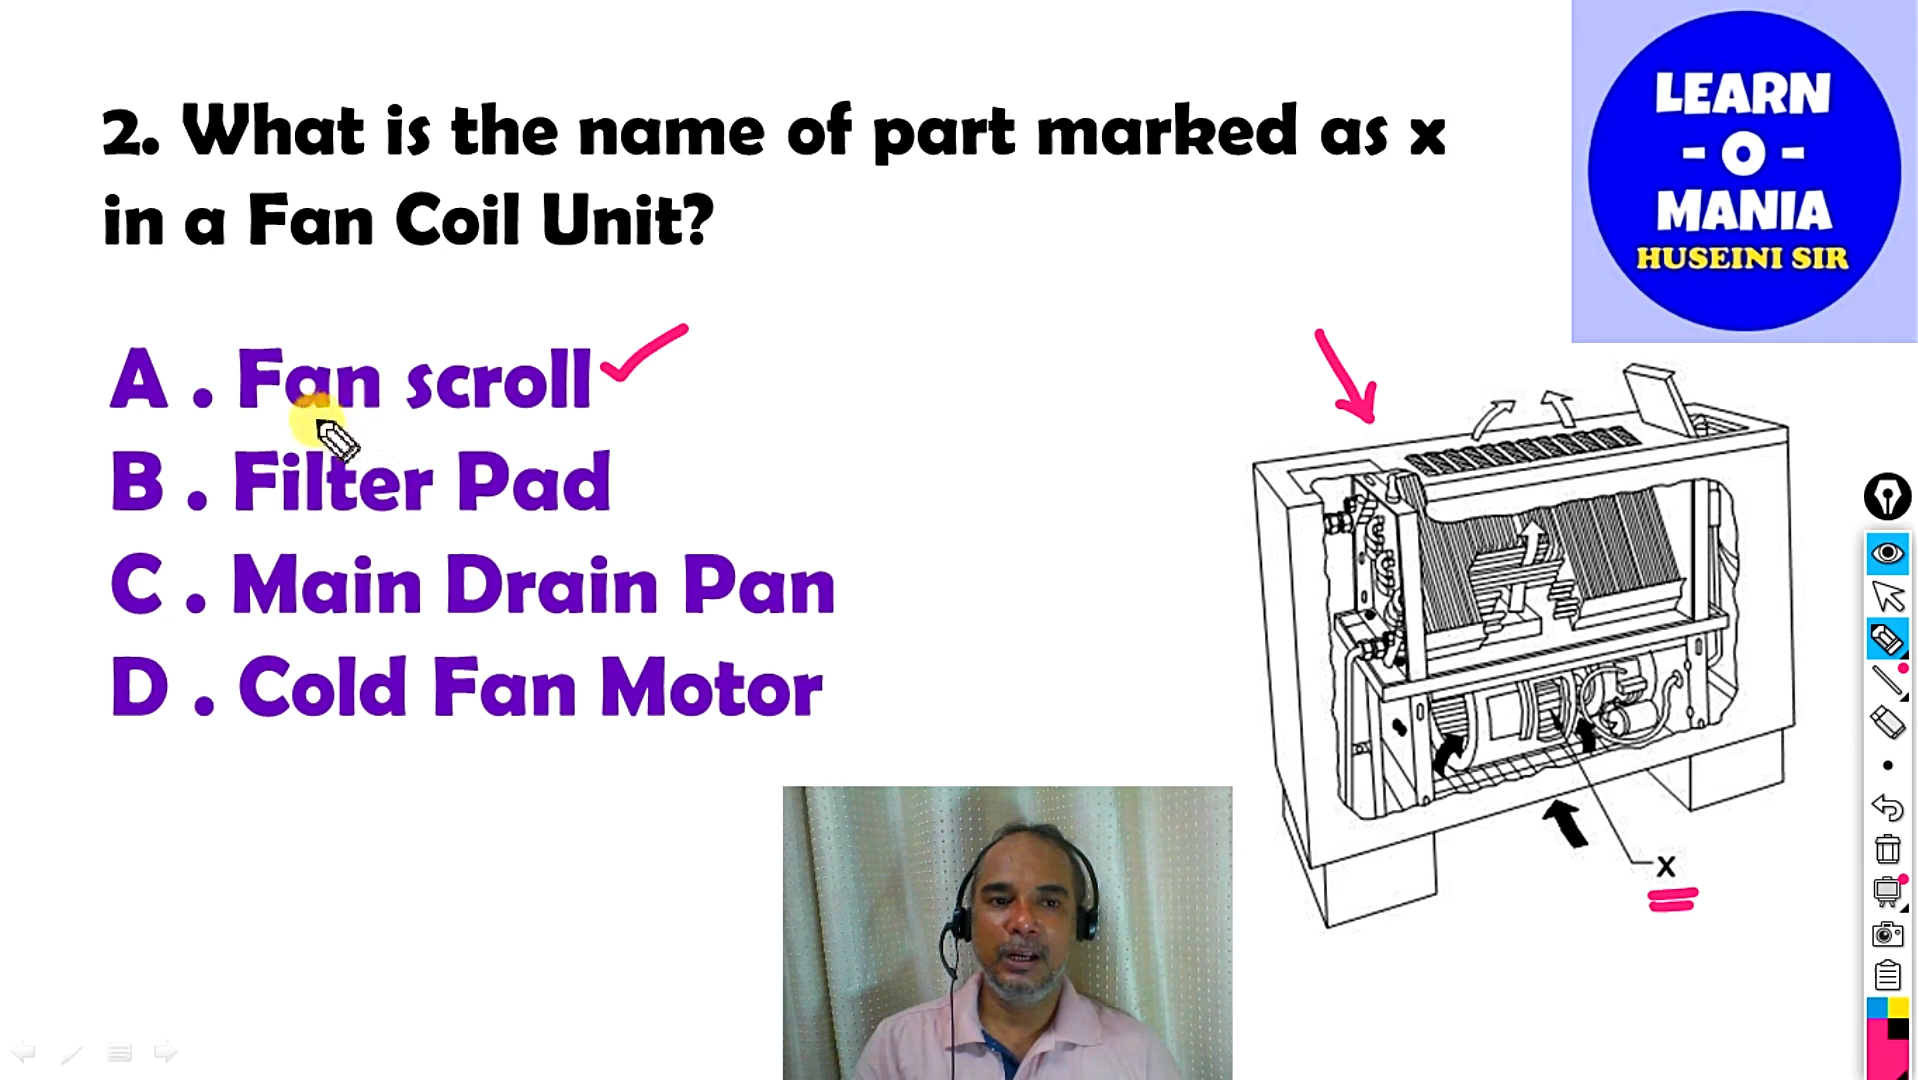 2. What is the name of part marked as x
in a Fan Coil Unit?
A . Fan scroll
B . Filter Pad
C . Main Drain Pan
D . Cold Fan Motor
LEARN
- O -
MANIA
HUSEINI SIR
x